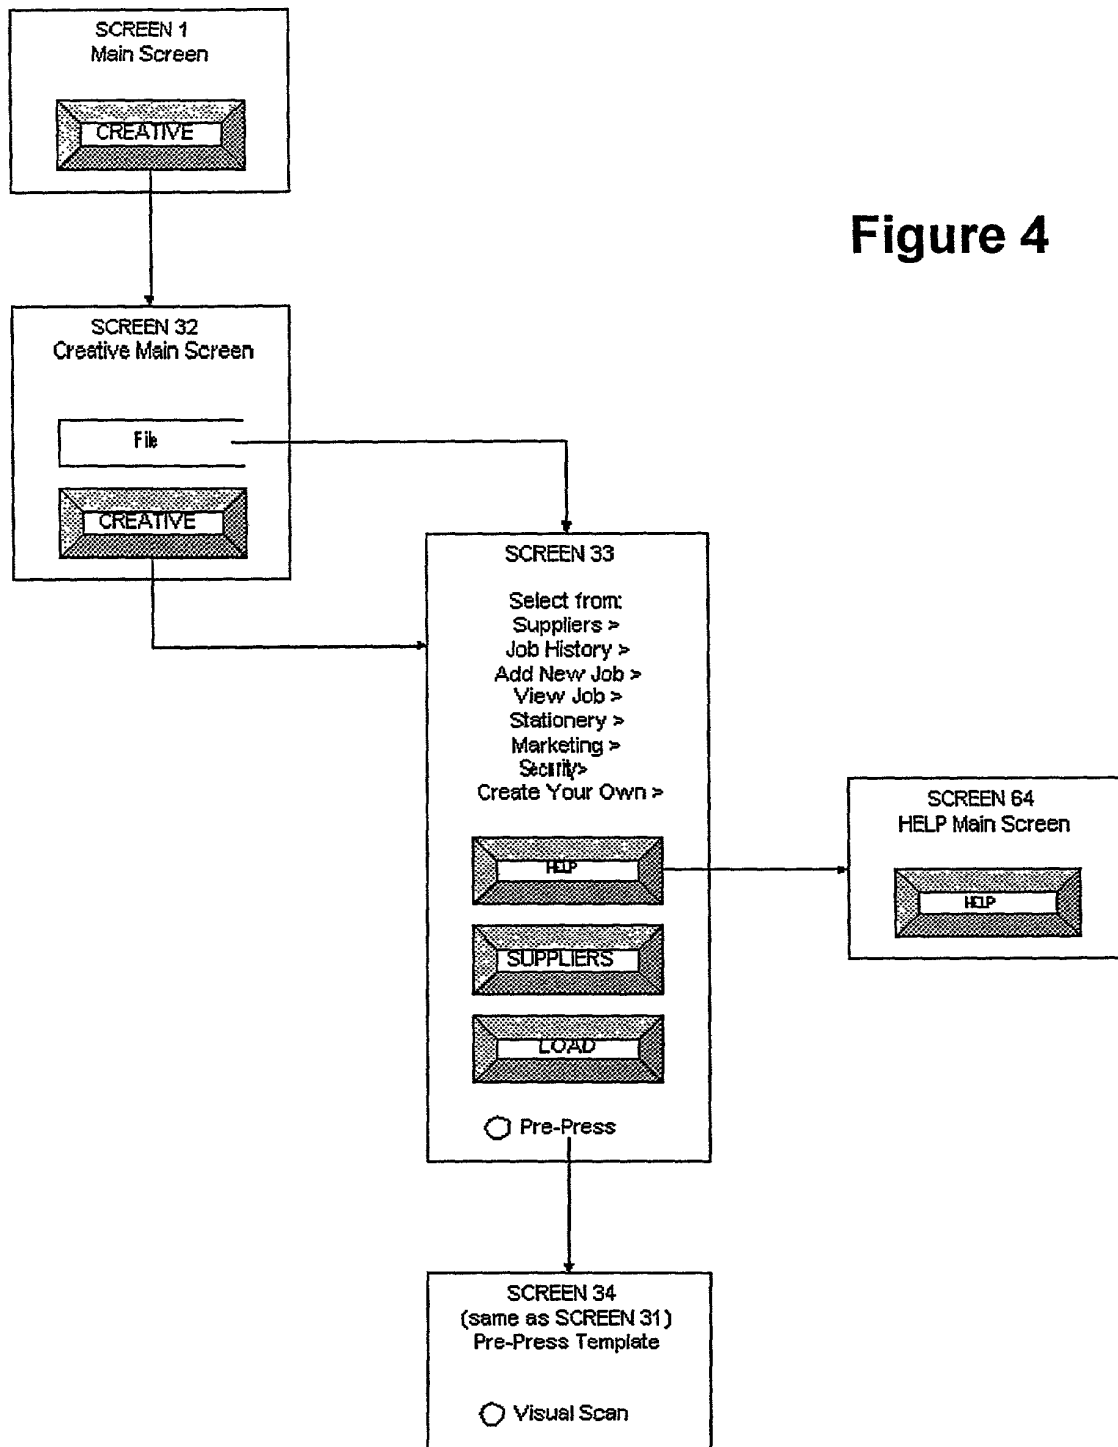 SCREEN 1
Main Screen
CREATIVE
Figure 4
SCREEN 32
Creative Main Screen
File
CREATIVE
SCREEN 33
Select from:
Suppliers >
Job History >
Add New Job >
View Job >
Stationery >
Marketing >
Security>
Create Your Own >
HELP
SUPPLIERS
LOAD
Pre-Press
SCREEN 64
HELP Main Screen
HELP
SCREEN 34
(same as SCREEN 31)
Pre-Press Template
Visual Scan